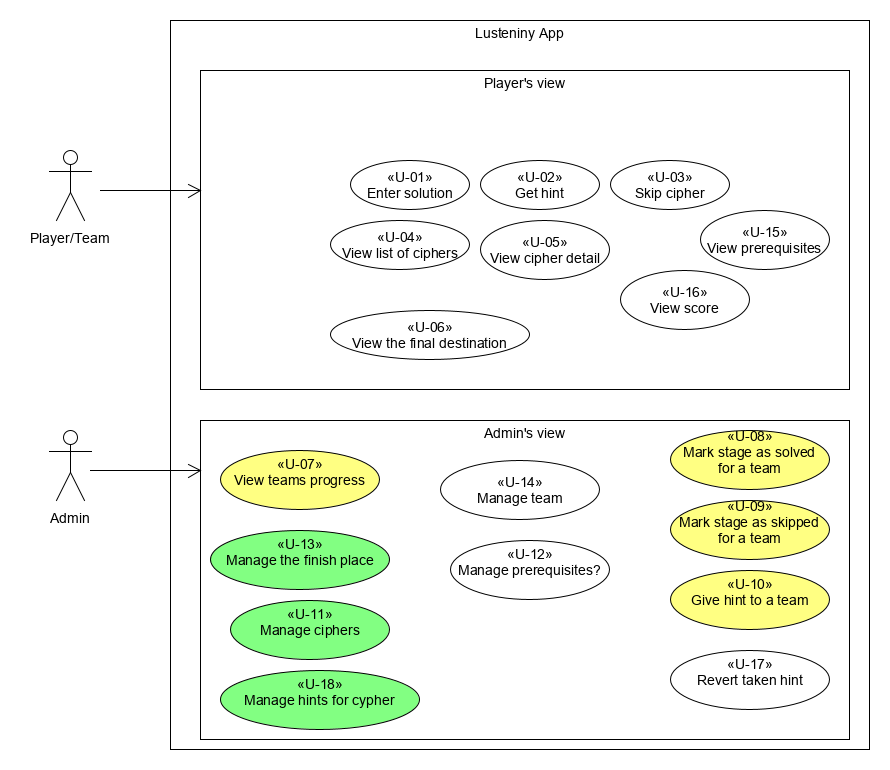 Lusteniny App
Player's view
«U-01»
Enter solution
«U-02»
Get hint
«U-03»
Skip cipher
«U-04»
View list of ciphers
«U-05»
View cipher detail
«U-15»
View prerequisites
«U-16»
View score
«U-06»
View the final destination
Player/Team
Admin's view
«U-07»
View teams progress
«U-14»
Manage team
«U-08»
Mark stage as solved
for a team
«U-09»
Mark stage as skipped
for a team
Admin
«U-13»
Manage the finish place
«U-12»
Manage prerequisites?
«U-10»
Give hint to a team
«U-11»
Manage ciphers
«U-18»
Manage hints for cypher
«U-17»
Revert taken hint